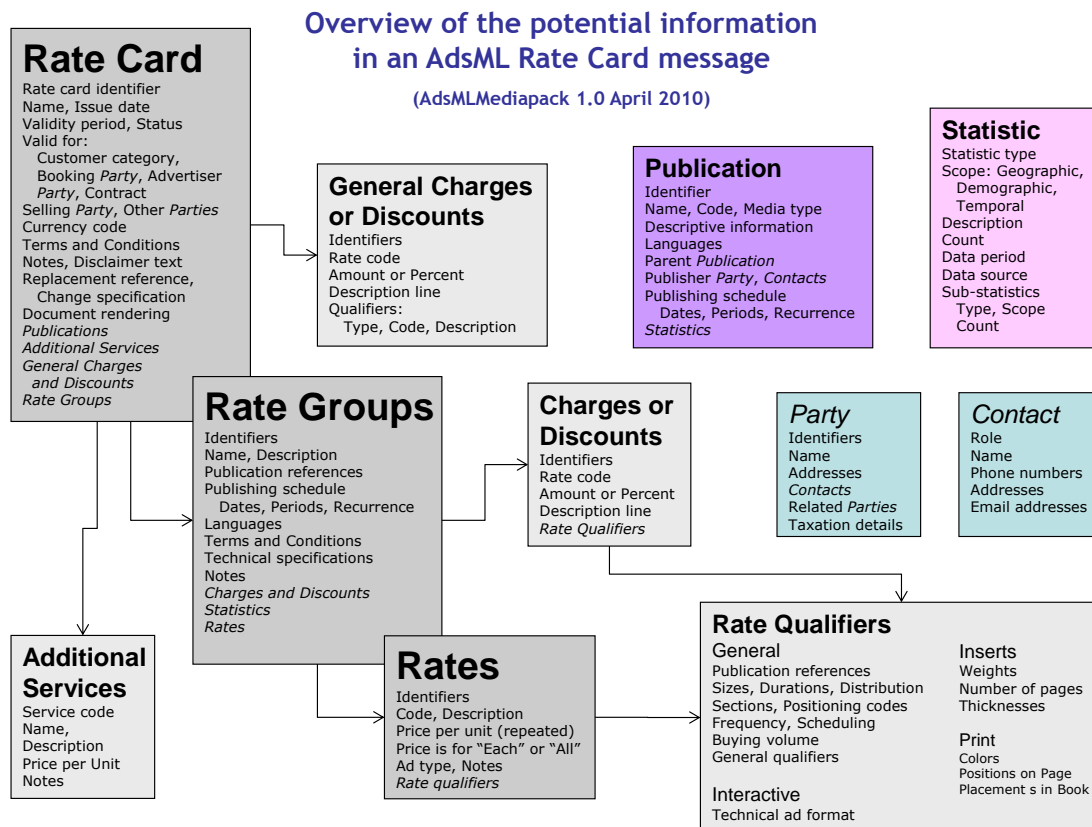 Overview of the potential information
in an AdsML Rate Card message
(AdsMLMediapack 1.0 April 2010)
Rate Card
Rate card identifier
Name, Issue date
Validity period, Status
Valid for:
Customer category,
Booking Party, Advertiser
Party, Contract
Selling Party, Other Parties
Currency code
Terms and Conditions
Notes, Disclaimer text
Replacement reference,
Change specification
Document rendering
Publications
Additional Services
General Charges
and Discounts
Rate Groups
General Charges
or Discounts
Identifiers
Rate code
Amount or Percent
Description line
Qualifiers:
Type, Code, Description
Publication
Identifier
Name, Code, Media type
Descriptive information
Languages
Parent Publication
Publisher Party, Contacts
Publishing schedule
Dates, Periods, Recurrence
Statistics
Statistic
Statistic type
Scope: Geographic,
Demographic,
Temporal
Description
Count
Data period
Data source
Sub-statistics
Type, Scope
Count
Rate Groups
Identifiers
Name, Description
Publication references
Publishing schedule
Dates, Periods, Recurrence
Languages
Terms and Conditions
Technical specifications
Notes
Charges and Discounts
Statistics
Rates
Charges or
Discounts
Identifiers
Rate code
Amount or Percent
Description line
Rate Qualifiers
Party
Identifiers
Name
Addresses
Contacts
Related Parties
Taxation details
Contact
Role
Name
Phone numbers
Addresses
Email addresses
Additional
Services
Service code
Name,
Description
Price per Unit
Notes
Rates
Identifiers
Code, Description
Price per unit (repeated)
Price is for “Each” or “All”
Ad type, Notes
Rate qualifiers
Rate Qualifiers
General
Publication references
Sizes, Durations, Distribution
Sections, Positioning codes
Frequency, Scheduling
Buying volume
General qualifiers
Interactive
Technical ad format
Inserts
Weights
Number of pages
Thicknesses
Print
Colors
Positions on Page
Placement s in Book